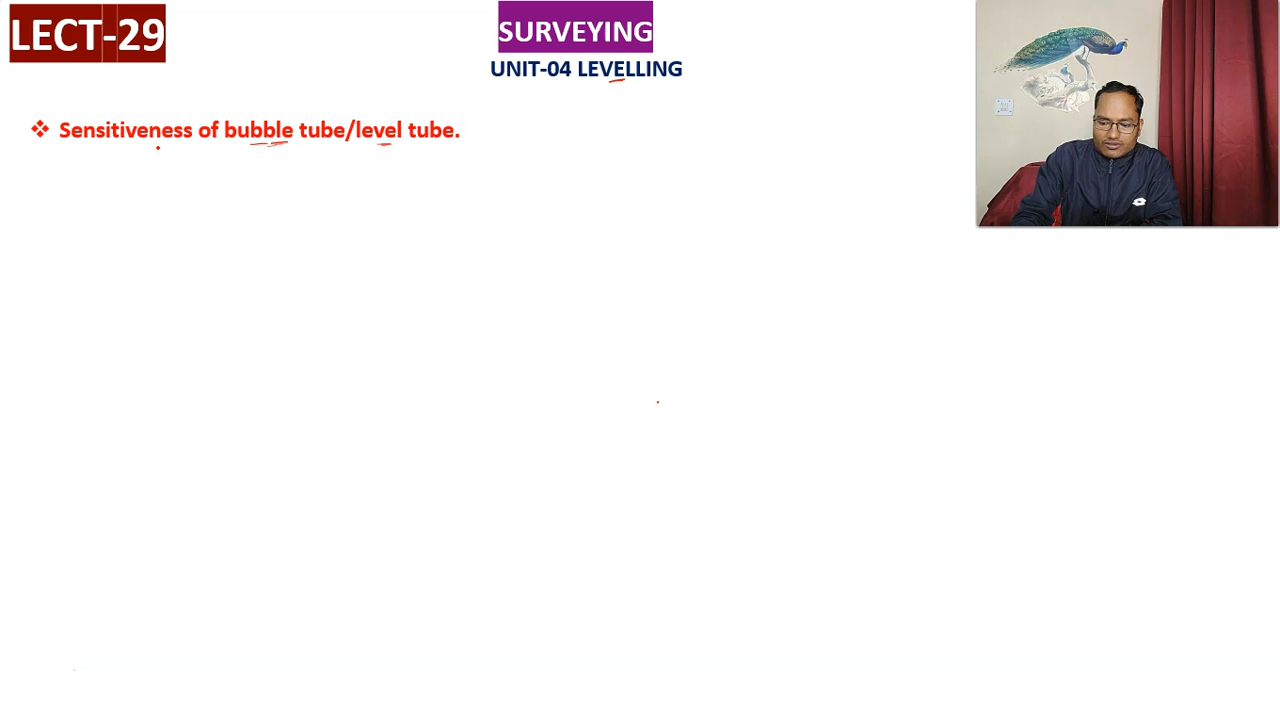 LECT-29
SURVEYING
UNIT-04 LEVELLING
❖ Sensitiveness of bubble tube/level tube.